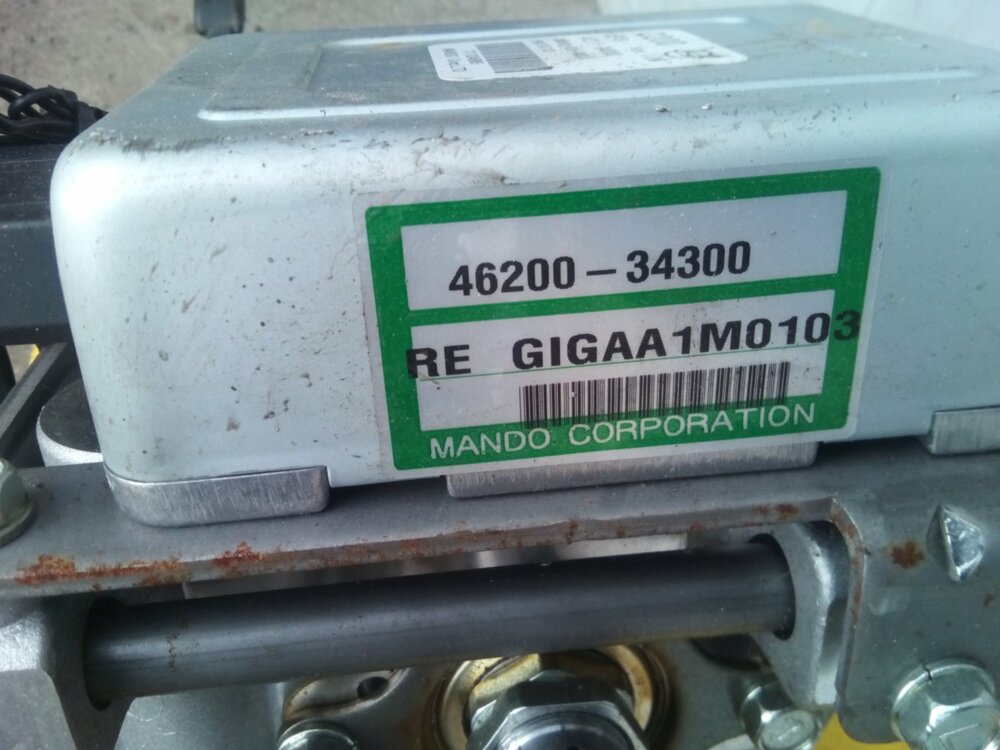 46200-34300
RE GIGAA1M0103
MANDO CORPORATION